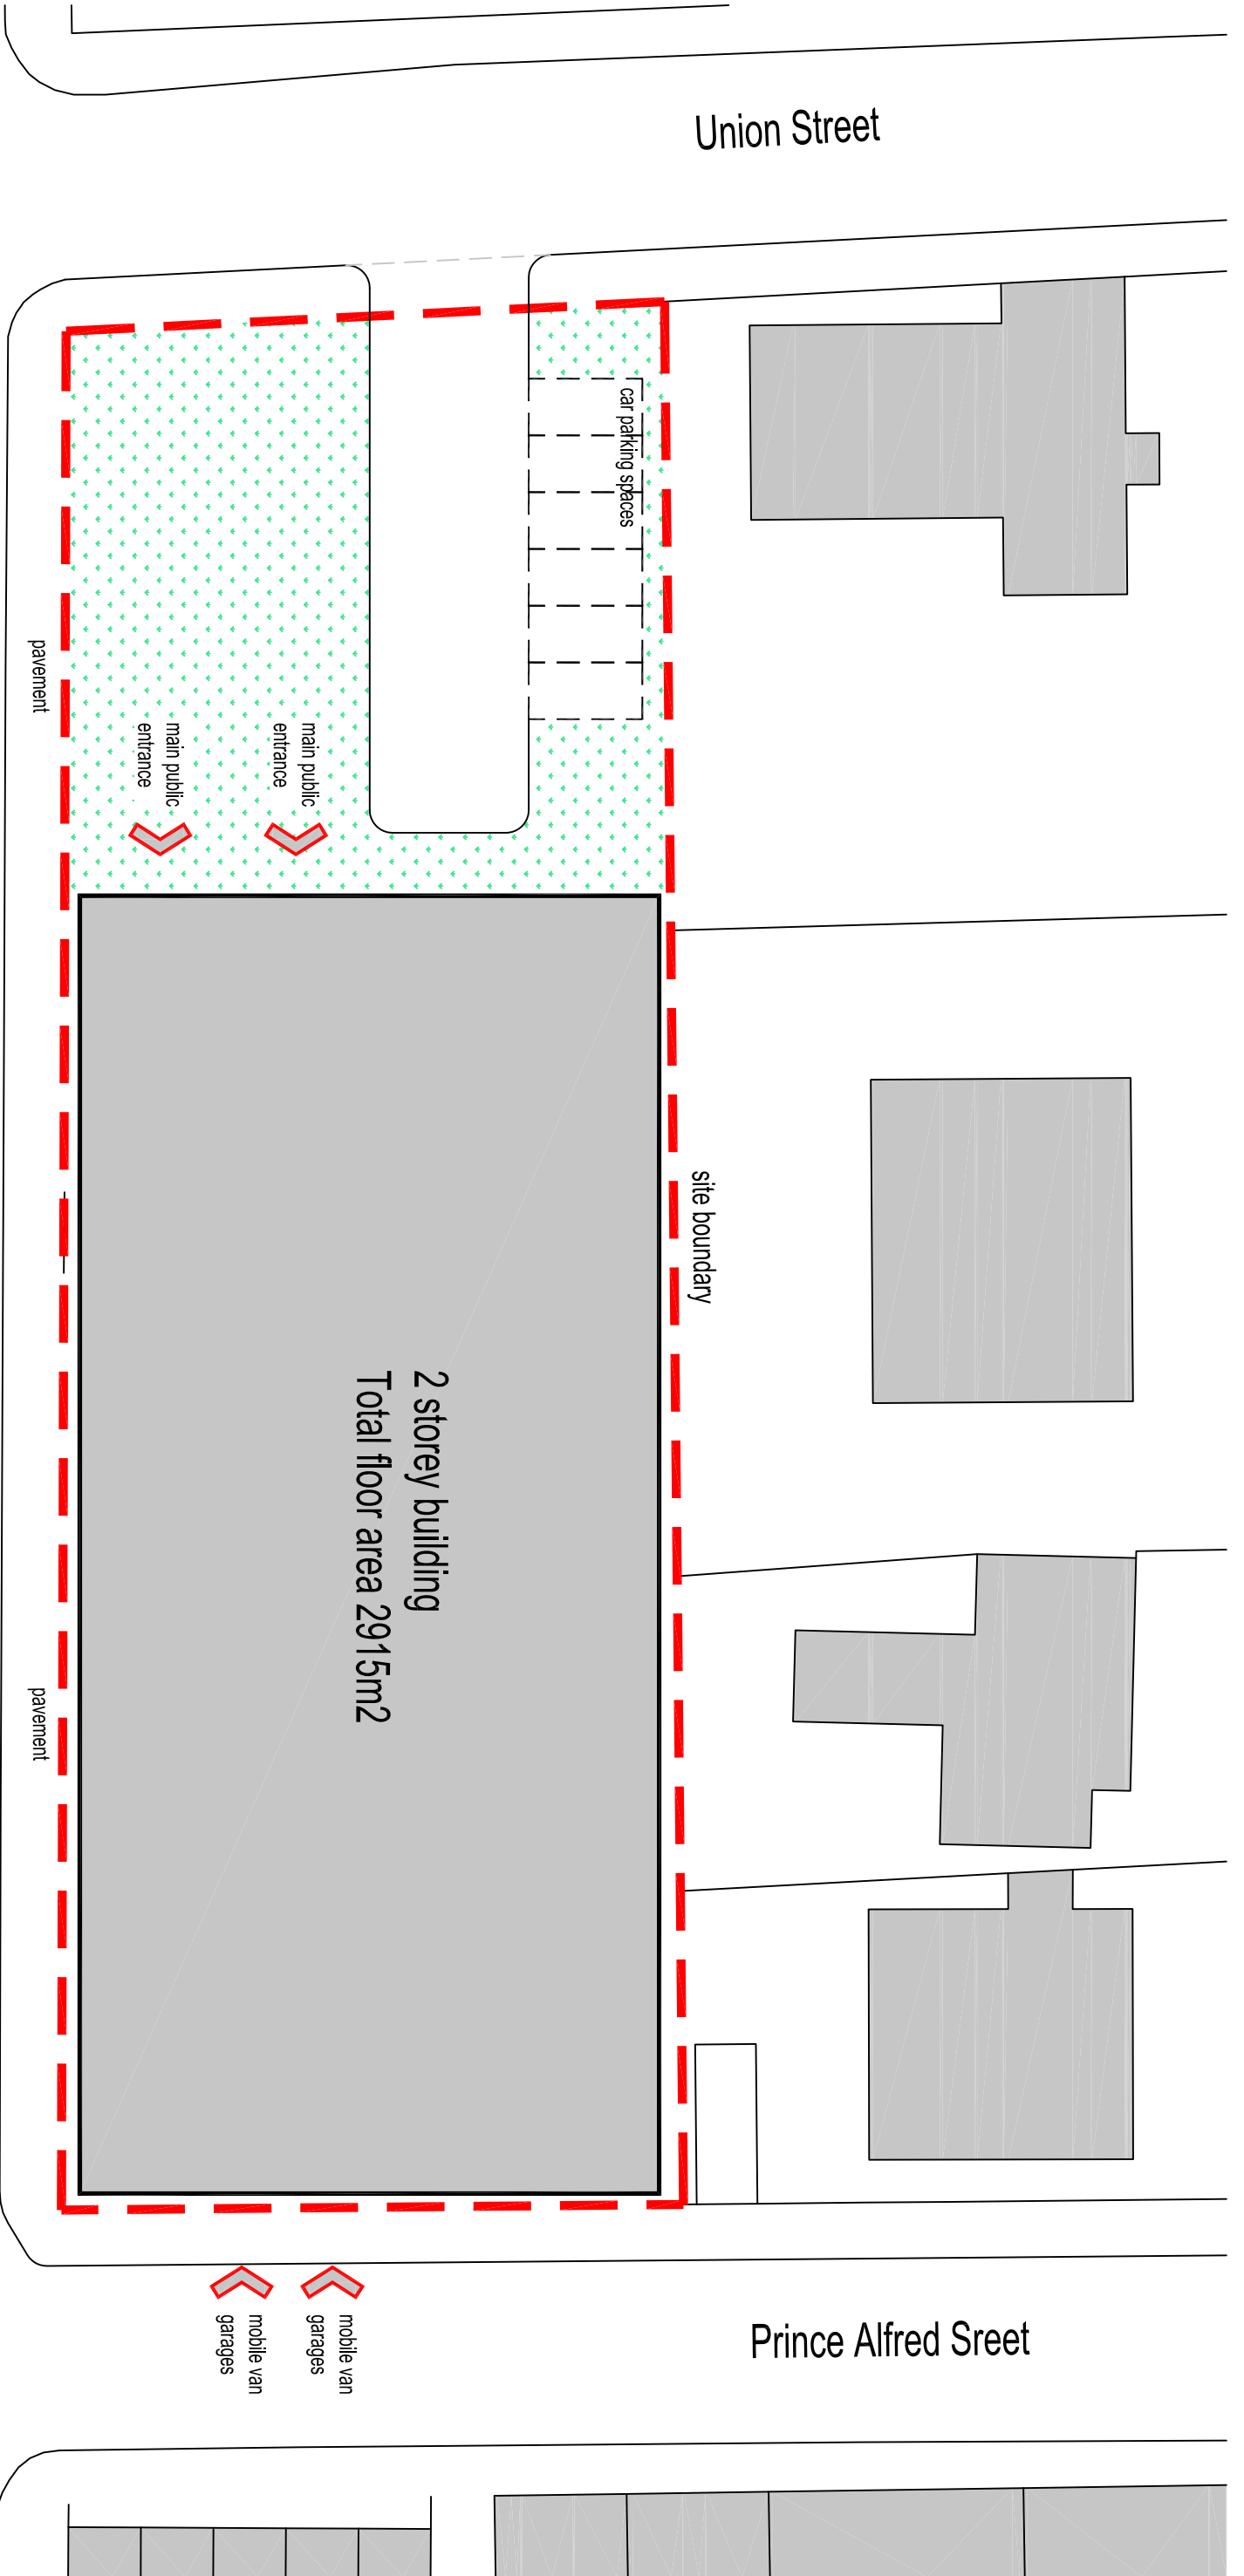 Union Street
car parking spaces
pavement
main public
entrance
main public
entrance
site boundary
2 storey building
Total floor area 2915m2
pavement
mobile van
garages
mobile van
garages
Prince Alfred Sreet